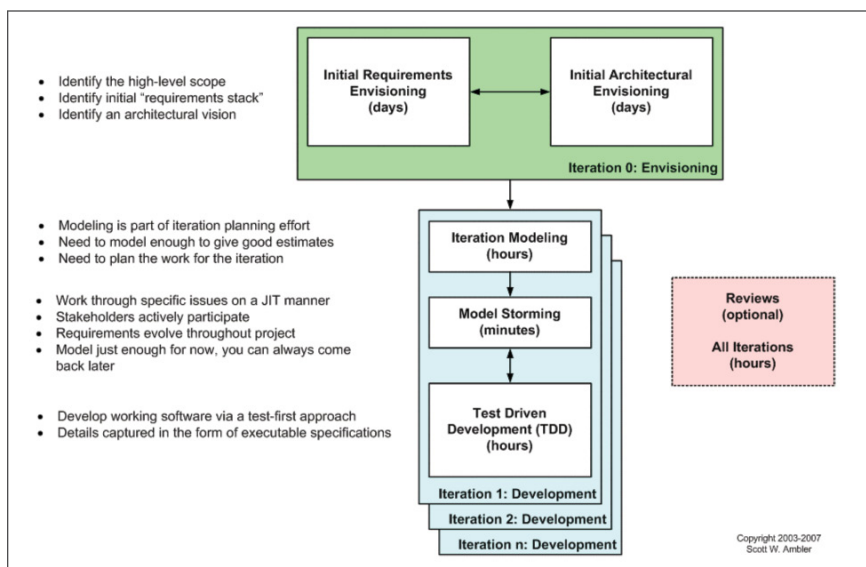 • Identify the high-level scope
• Identify initial “requirements stack”
• Identify an architectural vision
Initial Requirements
Envisioning
(days)
Initial Architectural
Envisioning
(days)
Iteration 0: Envisioning
• Modeling is part of iteration planning effort
• Need to model enough to give good estimates
• Need to plan the work for the iteration
Iteration Modeling
(hours)
• Work through specific issues on a JIT manner
• Stakeholders actively participate
• Requirements evolve throughout project
• Model just enough for now, you can always come
back later
Model Storming
(minutes)
Reviews
(optional)
All Iterations
(hours)
• Develop working software via a test-first approach
• Details captured in the form of executable specifications
Test Driven
Development (TDD)
(hours)
Iteration 1: Development
Iteration 2: Development
Iteration n: Development
Copyright 2003-2007
Scott W. Ambler